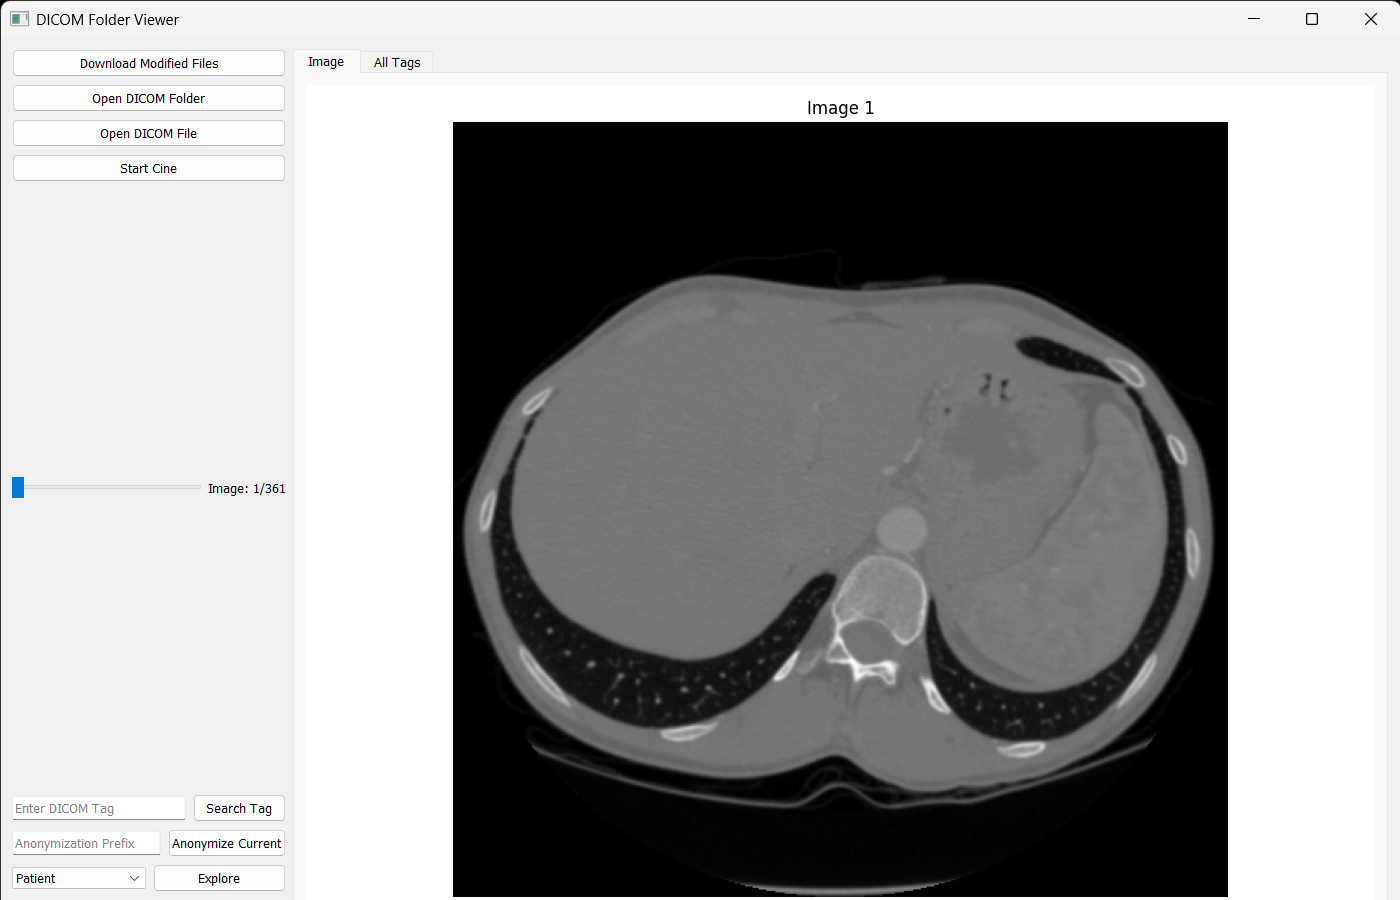 DICOM Folder Viewer
Download Modified Files
Open DICOM Folder
Open DICOM File
Start Cine
Image: 1/361
Enter DICOM Tag
Search Tag
Anonymization Prefix
Anonymize Current
Patient
Explore
Image
All Tags
Image 1